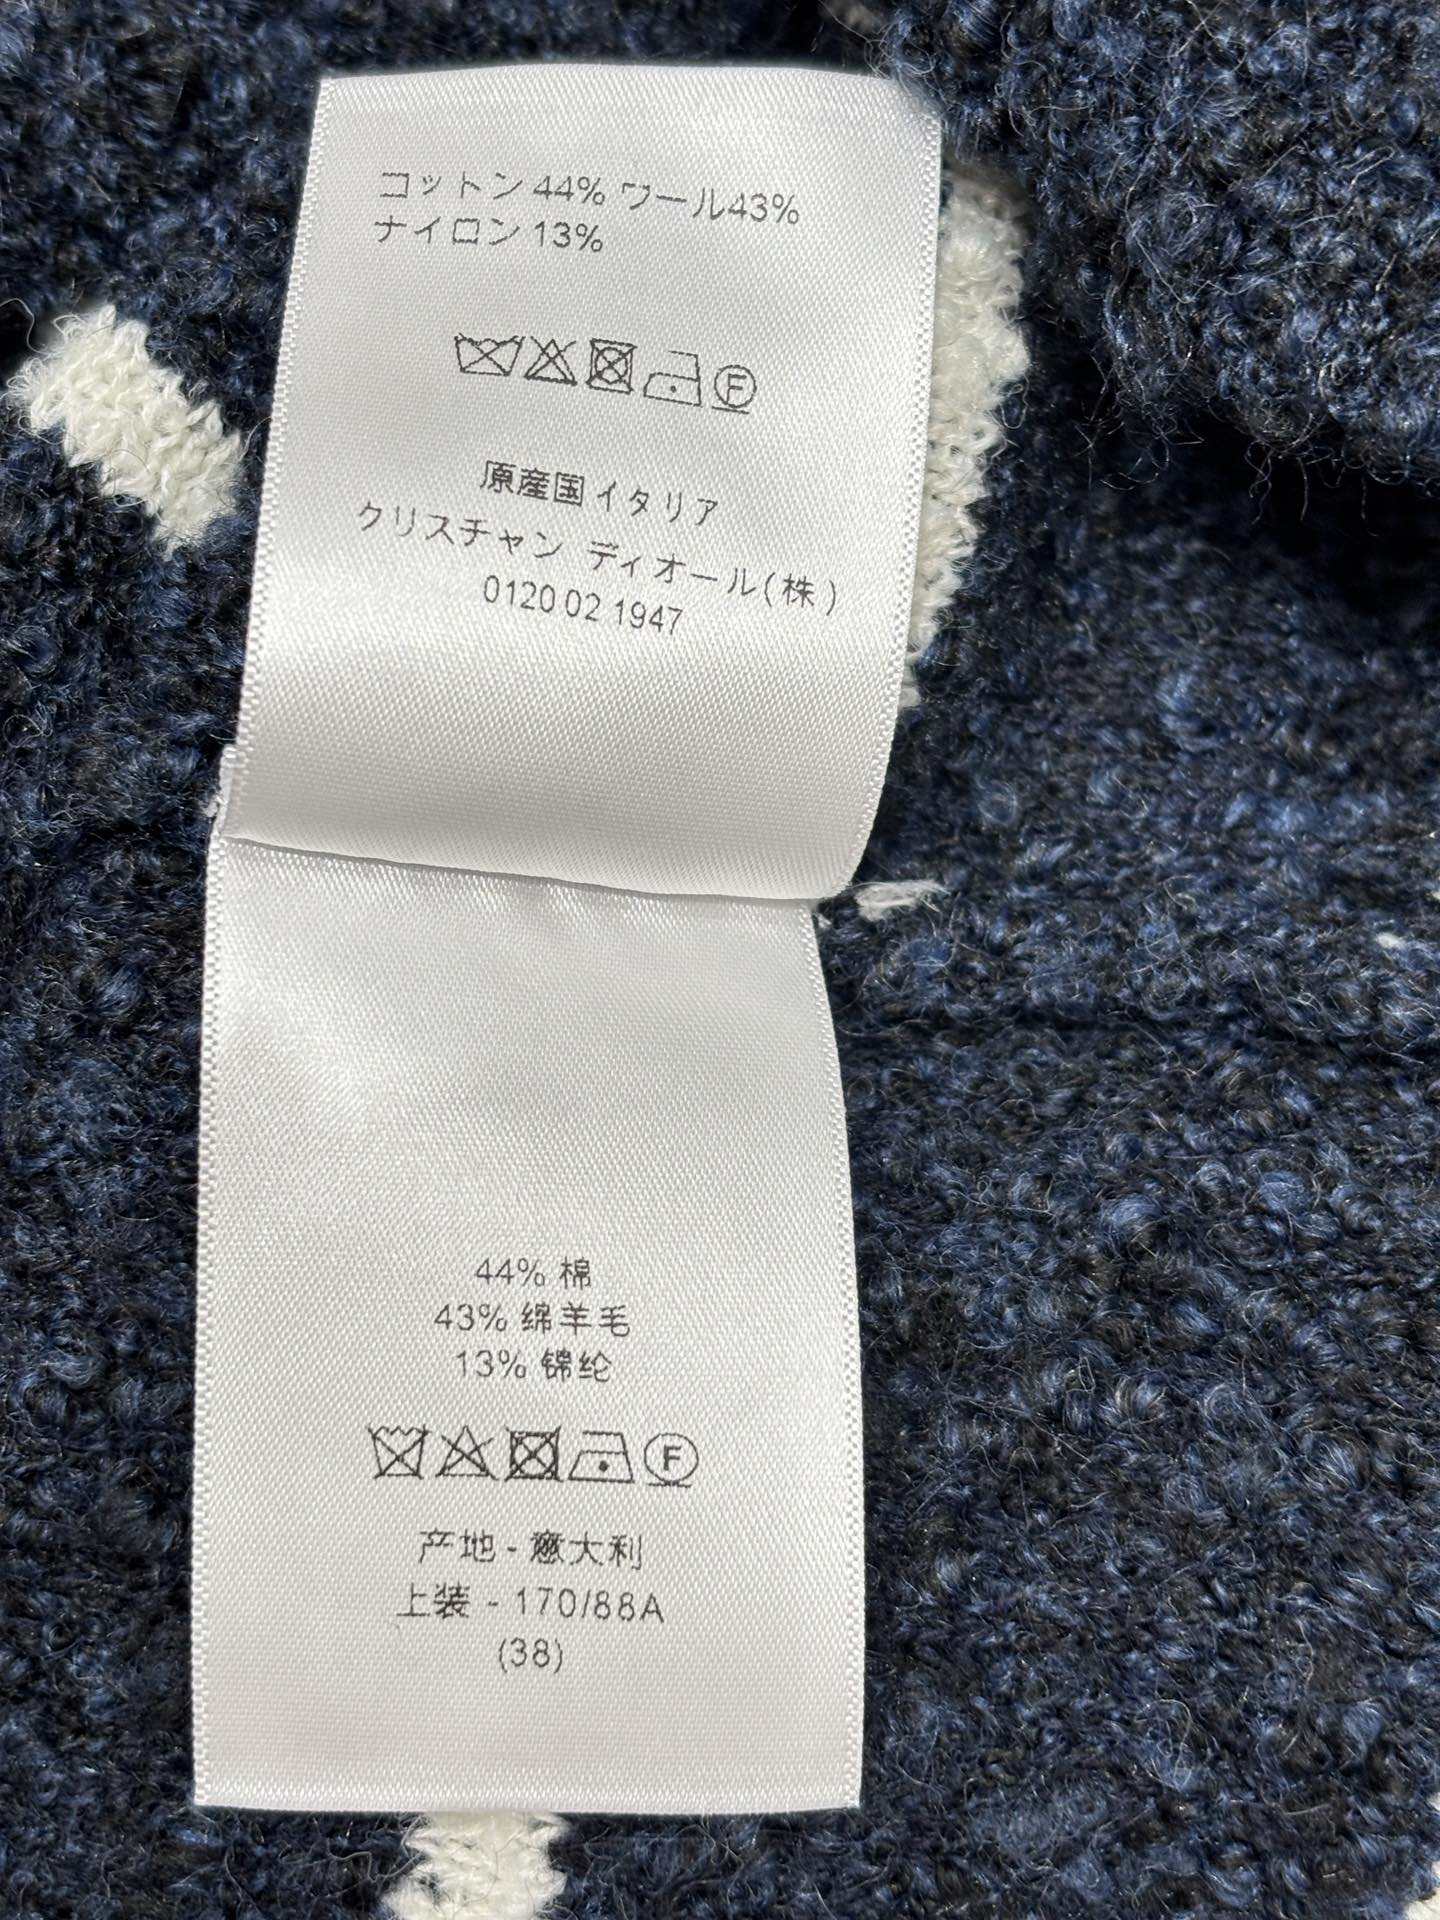 コットン 44% ウール43%
ナイロン 13%
F
原産国 イタリア
クリスチャン ディオール(株)
0120 02 1947
44% 棉
43% 绵羊毛
13% 锦纶
F
产地 - 意大利
上装 - 170/88A
(38)